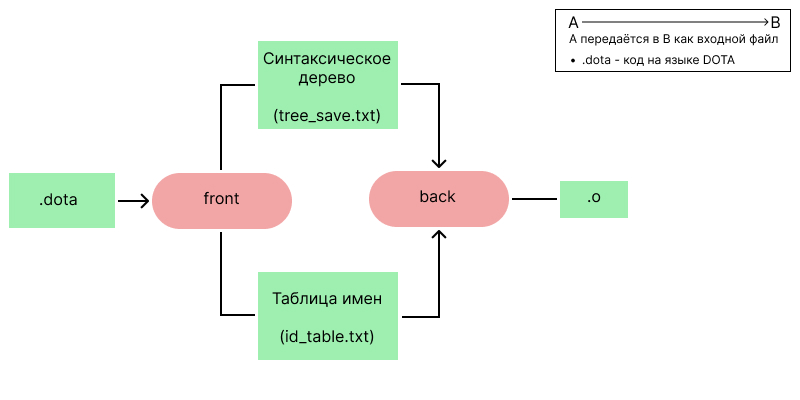 A B
А передаётся в B как входной файл
• .dota - код на языке DOTA
Синтаксическое
дерево
(tree_save.txt)
.dota
front
back
.o
Таблица имен
(id_table.txt)